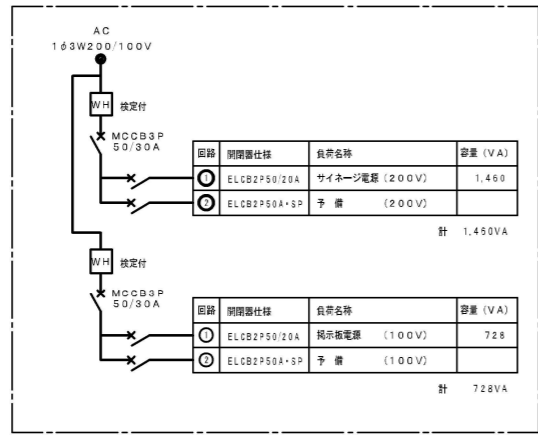 AC
1φ3W200/100V
WH 検定付
MCCB3P
50/30A
回路 開閉器仕様 負荷名称 容量(VA)
① ELCB2P50/20A サイネージ電源(200V) 1,460
② ELCB2P50A・SP 予備 (200V)
計 1,460VA
WH 検定付
MCCB3P
50/30A
回路 開閉器仕様 負荷名称 容量(VA)
① ELCB2P50/20A 掲示板電源 (100V) 728
② ELCB2P50A・SP 予備 (100V)
計 728VA